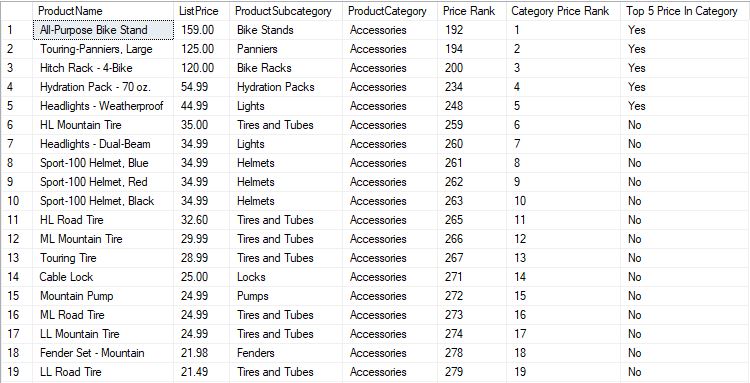 ProductName ListPrice ProductSubcategory ProductCategory Price Rank Category Price Rank Top 5 Price In Category
1 All-Purpose Bike Stand 159.00 Bike Stands Accessories 192 1 Yes
2 Touring-Panniers, Large 125.00 Panniers Accessories 194 2 Yes
3 Hitch Rack - 4-Bike 120.00 Bike Racks Accessories 200 3 Yes
4 Hydration Pack - 70 oz. 54.99 Hydration Packs Accessories 234 4 Yes
5 Headlights - Weatherproof 44.99 Lights Accessories 248 5 Yes
6 HL Mountain Tire 35.00 Tires and Tubes Accessories 259 6 No
7 Headlights - Dual-Beam 34.99 Lights Accessories 260 7 No
8 Sport-100 Helmet, Blue 34.99 Helmets Accessories 261 8 No
9 Sport-100 Helmet, Red 34.99 Helmets Accessories 262 9 No
10 Sport-100 Helmet, Black 34.99 Helmets Accessories 263 10 No
11 HL Road Tire 32.60 Tires and Tubes Accessories 265 11 No
12 ML Mountain Tire 29.99 Tires and Tubes Accessories 266 12 No
13 Touring Tire 28.99 Tires and Tubes Accessories 267 13 No
14 Cable Lock 25.00 Locks Accessories 271 14 No
15 Mountain Pump 24.99 Pumps Accessories 272 15 No
16 ML Road Tire 24.99 Tires and Tubes Accessories 273 16 No
17 LL Mountain Tire 24.99 Tires and Tubes Accessories 274 17 No
18 Fender Set - Mountain 21.98 Fenders Accessories 278 18 No
19 LL Road Tire 21.49 Tires and Tubes Accessories 279 19 No